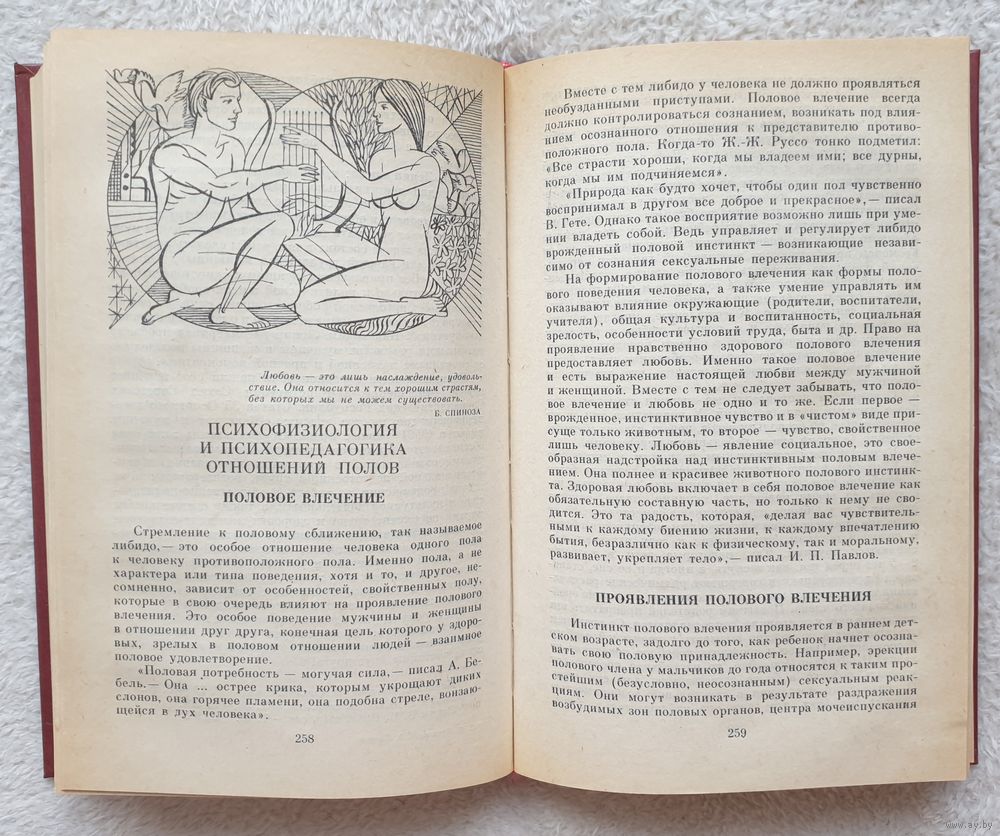 Любовь — это лишь наслаждение, удоволь-
ствие. Она относится к тем хорошим страстям,
без которых мы не можем существовать.
Б. СПИНОЗА
ПСИХОФИЗИОЛОГИЯ
И ПСИХОПЕДАГОГИКА
ОТНОШЕНИЙ ПОЛОВ
ПОЛОВОЕ ВЛЕЧЕНИЕ
Стремление к половому сближению, так называемое
либидо,— это особое отношение человека одного пола
к человеку противоположного пола. Именно пола, а не
характера или типа поведения, хотя и то, и другое, не-
сомненно, зависит от особенностей, свойственных полу,
которые в свою очередь влияют на проявление полового
влечения. Это особое поведение мужчины и женщины
в отношении друг друга, конечная цель которого у здоро-
вых, зрелых в половом отношении людей — взаимное
половое удовлетворение.
«Половая потребность — могучая сила,— писал А. Бе-
бель.— Она ... острее крика, которым укрощают диких
слонов, она горячее пламени, она подобна стреле, вонзаю-
щейся в дух человека».
258
Вместе с тем либидо у человека не должно проявляться
необузданными приступами. Половое влечение всегда
должно контролироваться сознанием, возникать под влия-
нием осознанного отношения к представителю противо-
положного пола. Когда-то Ж.-Ж. Руссо тонко подметил:
«Все страсти хороши, когда мы владеем ими; все дурны,
когда мы им подчиняемся».
«Природа как будто хочет, чтобы один пол чувственно
воспринимал в другом все доброе и прекрасное»,— писал
В. Гете. Однако такое восприятие возможно лишь при уме-
нии владеть собой. Ведь управляет и регулирует либидо
врожденный половой инстинкт — возникающие незави-
симо от сознания сексуальные переживания.
На формирование полового влечения как формы поло-
вого поведения человека, а также умение управлять им
оказывают влияние окружающие (родители, воспитатели,
учителя), общая культура и воспитанность, социальная
зрелость, особенности условий труда, быта и др. Право на
проявление нравственно здорового полового влечения
предоставляет любовь. Именно такое половое влечение
и есть выражение настоящей любви между мужчиной
и женщиной. Вместе с тем не следует забывать, что поло-
вое влечение и любовь не одно и то же. Если первое —
врожденное, инстинктивное чувство и в «чистом» виде при-
суще только животным, то второе — чувство, свойственное
лишь человеку. Любовь — явление социальное, это свое-
образная надстройка над инстинктивным половым влече-
нием. Она полнее и красивее животного полового инстинк-
та. Здоровая любовь включает в себя половое влечение как
обязательную составную часть, но только к нему не сво-
дится. Это та радость, которая, «делая вас чувствитель-
ными к каждому биению жизни, к каждому впечатлению
бытия, безразлично как к физическому, так и моральному,
развивает, укрепляет тело»,— писал И. П. Павлов.
ПРОЯВЛЕНИЯ ПОЛОВОГО ВЛЕЧЕНИЯ
Инстинкт полового влечения проявляется в раннем дет-
ском возрасте, задолго до того, как ребенок начнет осозна-
вать свою половую принадлежность. Например, эрекции
полового члена у мальчиков до года относятся к таким про-
стейшим (безусловно, неосознанным) сексуальным реак-
циям. Они могут возникать в результате раздражения
возбудимых зон половых органов, центра мочеиспускания
259
www.ay.by